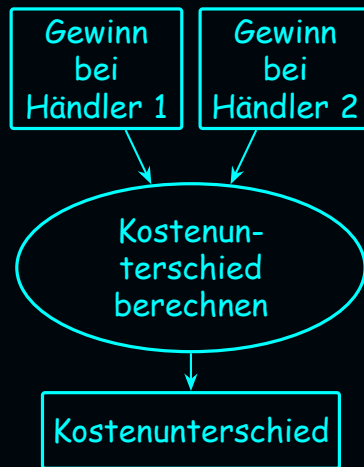 Gewinn
bei
Händler 1
Gewinn
bei
Händler 2
Kostenun-
terschied
berechnen
Kostenunterschied